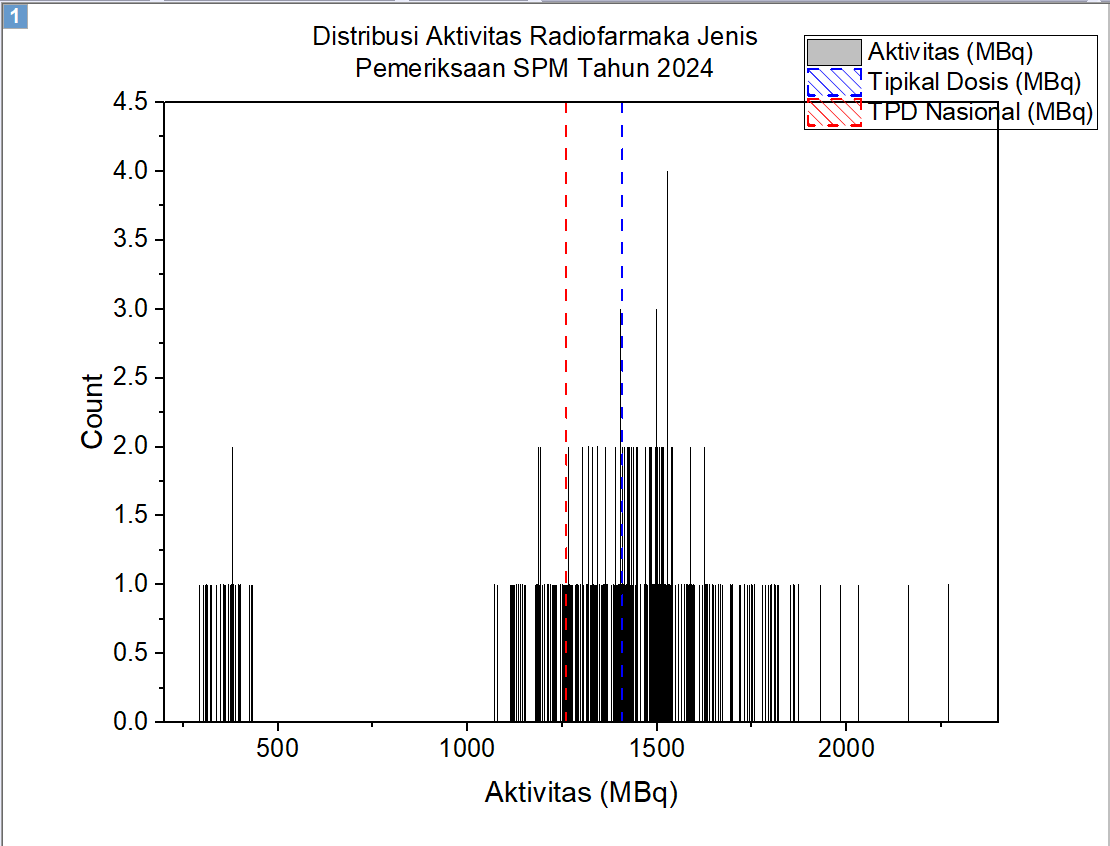 1
Distribusi Aktivitas Radiofarmaka Jenis
Pemeriksaan SPM Tahun 2024
Aktivitas (MBq)
Tipikal Dosis (MBq)
TPD Nasional (MBq)
4.5
4.0
3.5
3.0
2.5
2.0
1.5
1.0
0.5
0.0
Count
500
1000
1500
2000
Aktivitas (MBq)